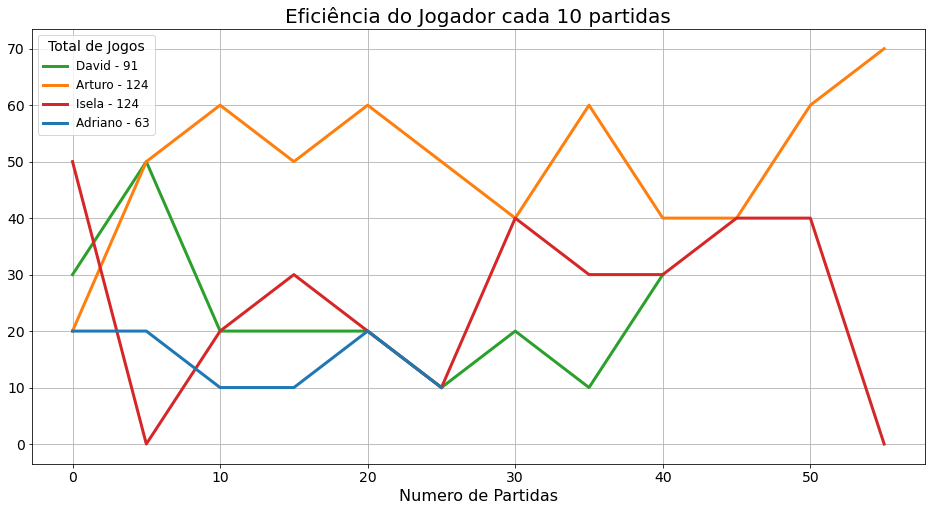 Eficiência do Jogador cada 10 partidas
Total de Jogos
David - 91
Arturo - 124
Isela - 124
Adriano - 63
70
60
50
40
30
20
10
0
0 10 20 30 40 50
Numero de Partidas